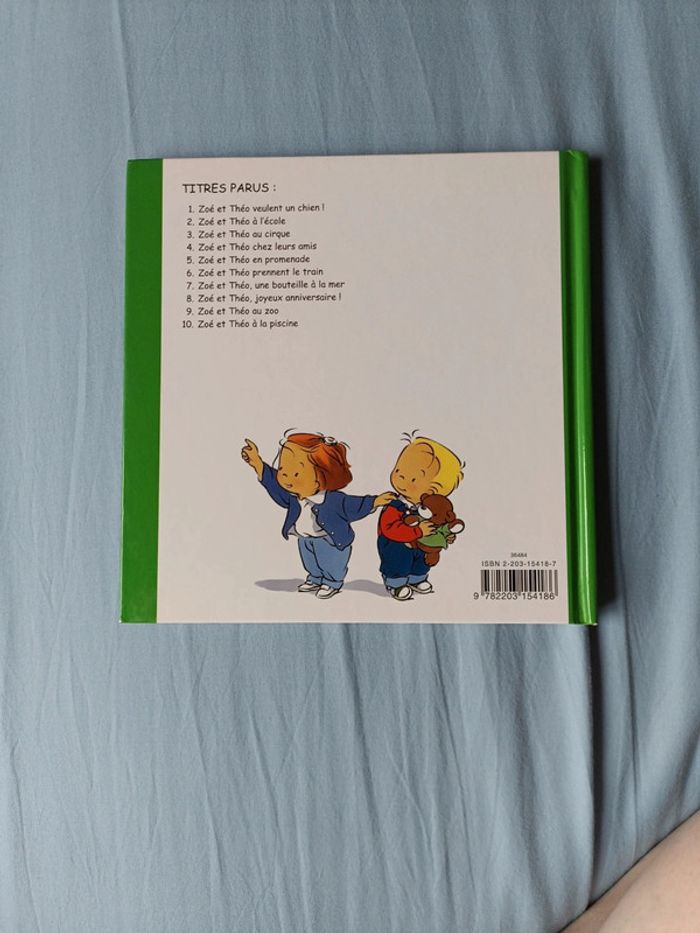 TITRES PARUS :
1. Zoé et Théo veulent un chien !
2. Zoé et Théo à l'école
3. Zoé et Théo au cirque
4. Zoé et Théo chez leurs amis
5. Zoé et Théo en promenade
6. Zoé et Théo prennent le train
7. Zoé et Théo, une bouteille à la mer
8. Zoé et Théo, joyeux anniversaire !
9. Zoé et Théo au zoo
10. Zoé et Théo à la piscine
36484
ISBN 2-203-15418-7
9 782203 154186